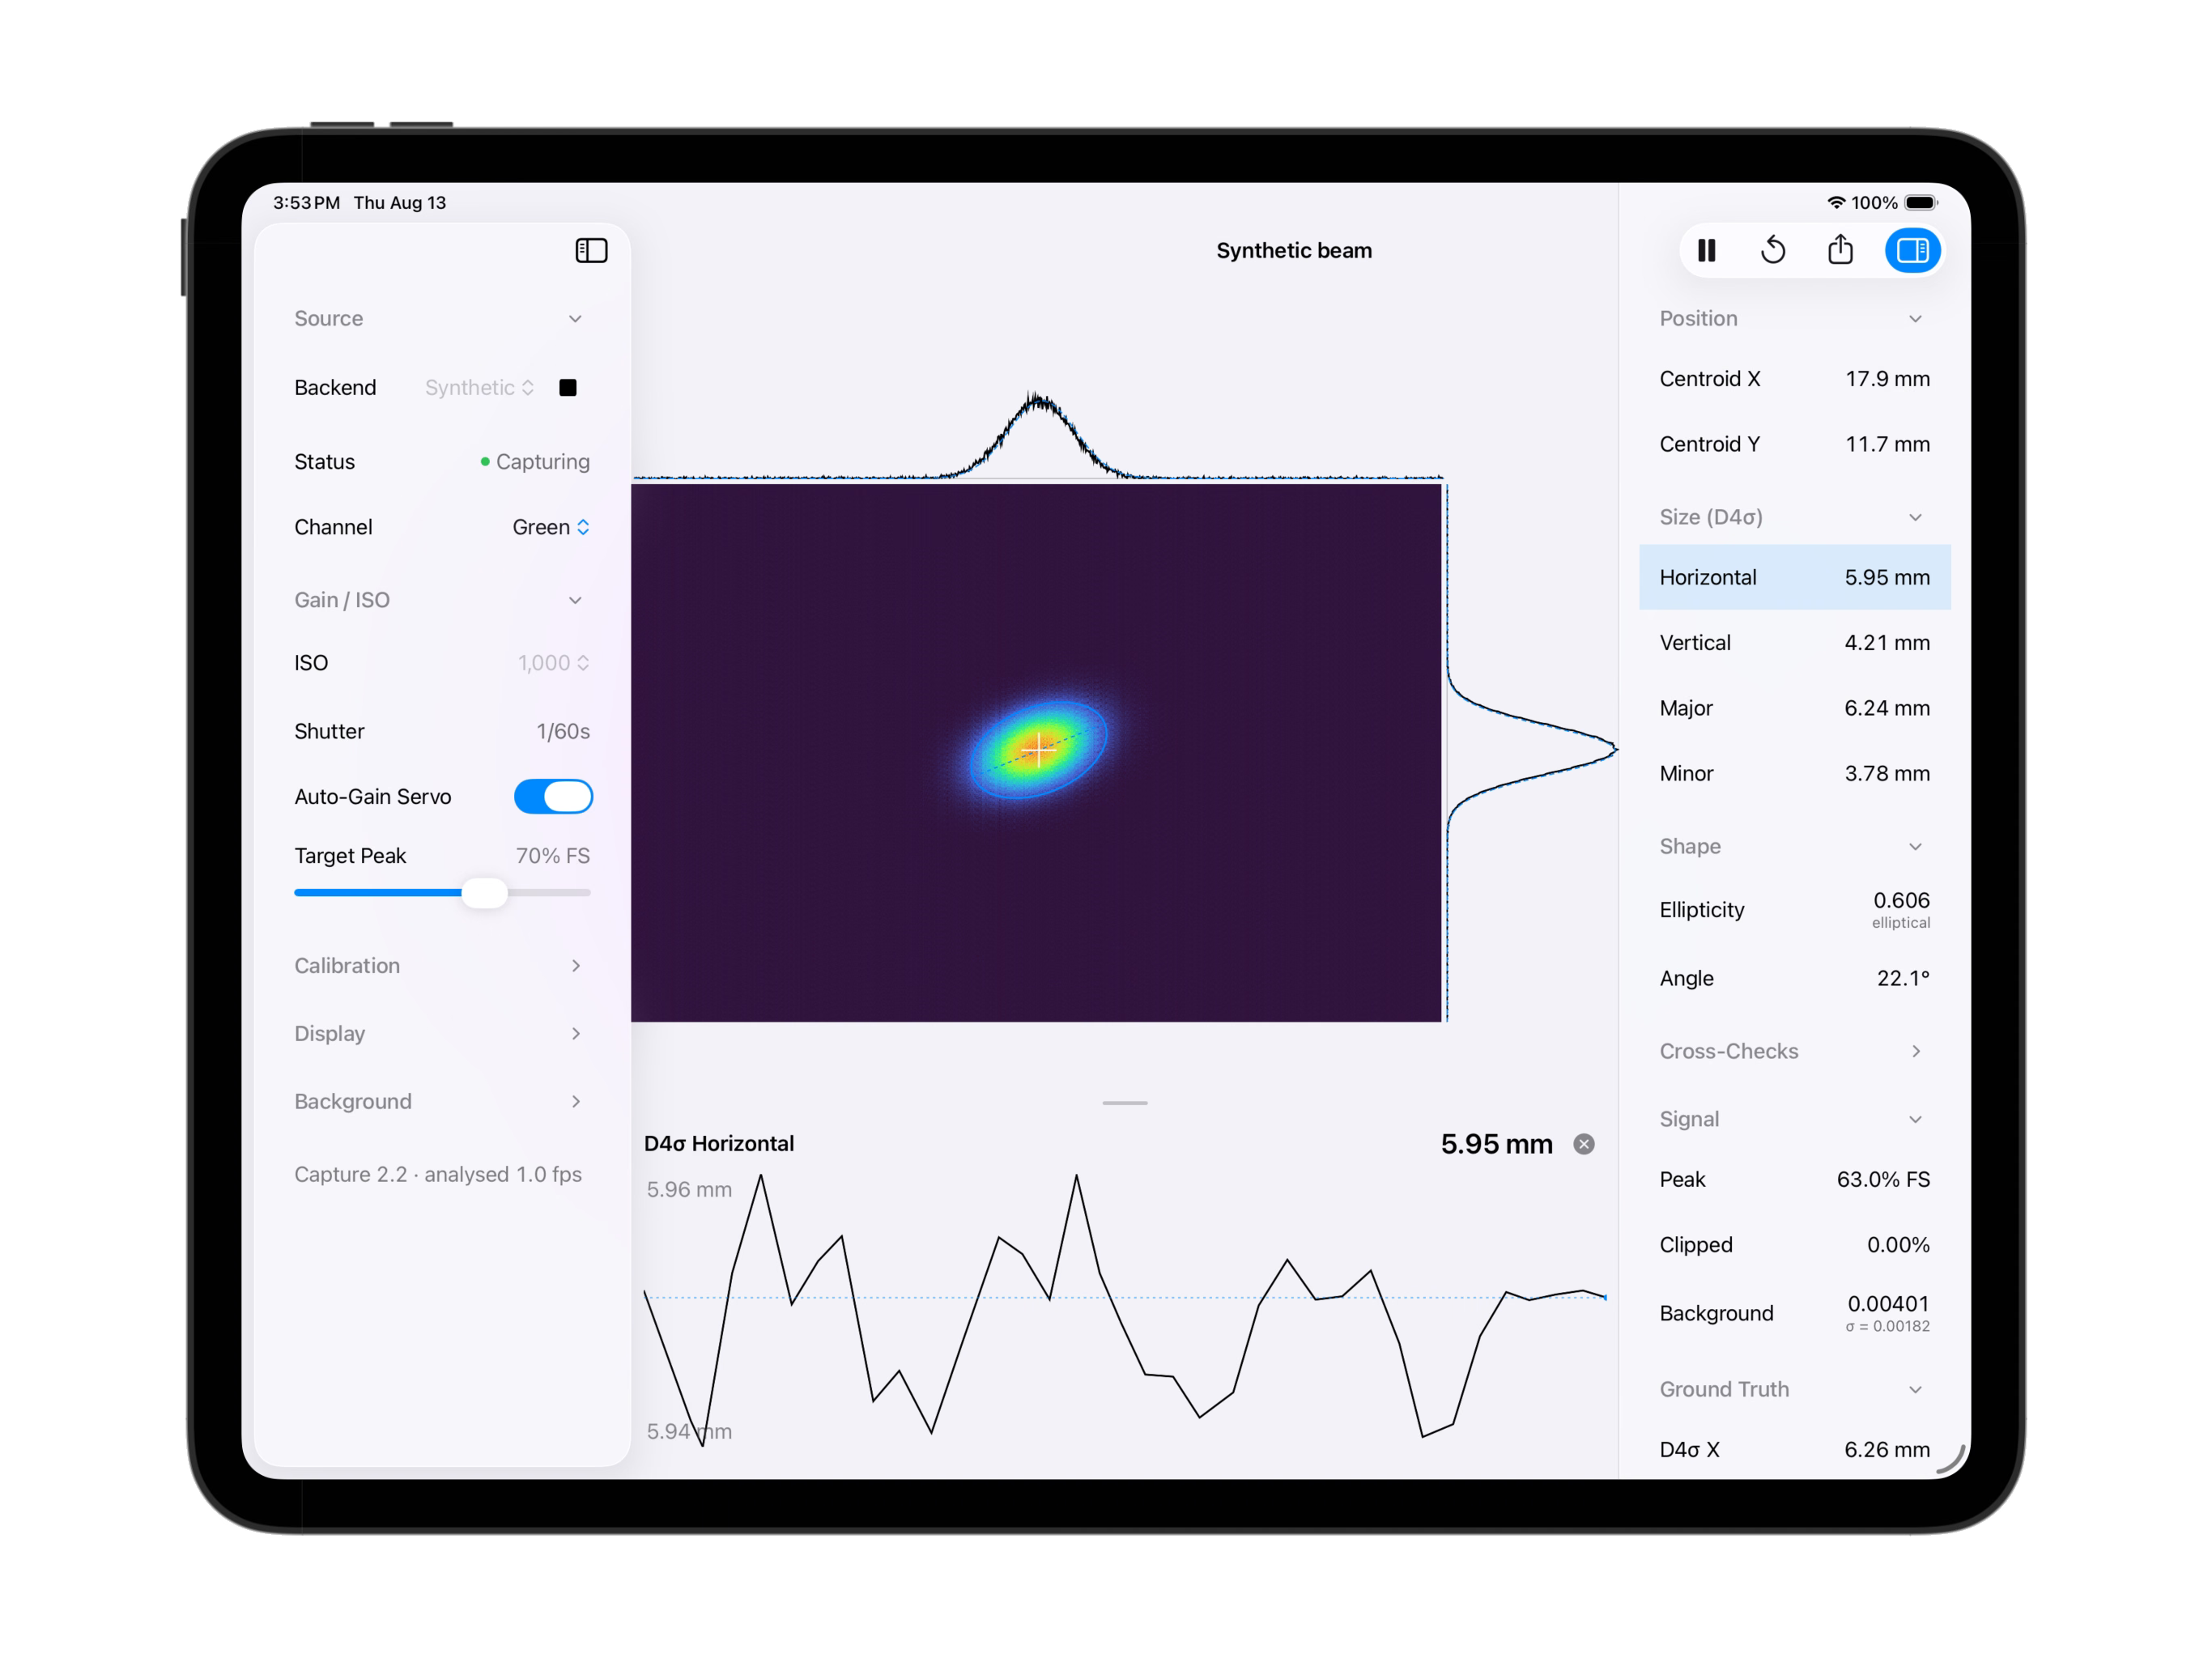 3:53 PM Thu Aug 13
100%
Synthetic beam
Source
Backend Synthetic
Status Capturing
Channel Green
Gain / ISO
ISO 1,000
Shutter 1/60s
Auto-Gain Servo
Target Peak 70% FS
Calibration
Display
Background
Capture 2.2 · analysed 1.0 fps
D4σ Horizontal 5.95 mm
5.96 mm
5.94 mm
Position
Centroid X 17.9 mm
Centroid Y 11.7 mm
Size (D4σ)
Horizontal 5.95 mm
Vertical 4.21 mm
Major 6.24 mm
Minor 3.78 mm
Shape
Ellipticity 0.606
elliptical
Angle 22.1°
Cross-Checks
Signal
Peak 63.0% FS
Clipped 0.00%
Background 0.00401
σ = 0.00182
Ground Truth
D4σ X 6.26 mm